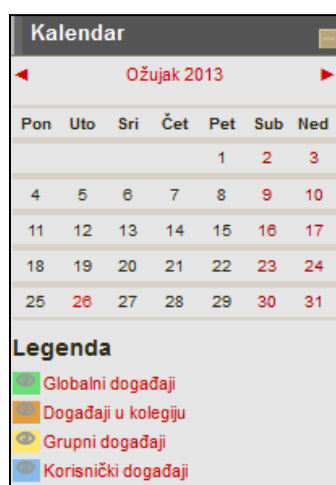 Kalendar
Ožujak 2013
Pon Uto Sri Čet Pet Sub Ned
1 2 3
4 5 6 7 8 9 10
11 12 13 14 15 16 17
18 19 20 21 22 23 24
25 26 27 28 29 30 31
Legenda
Globalni događaji
Događaji u kolegiju
Grupni događaji
Korisnički događaji